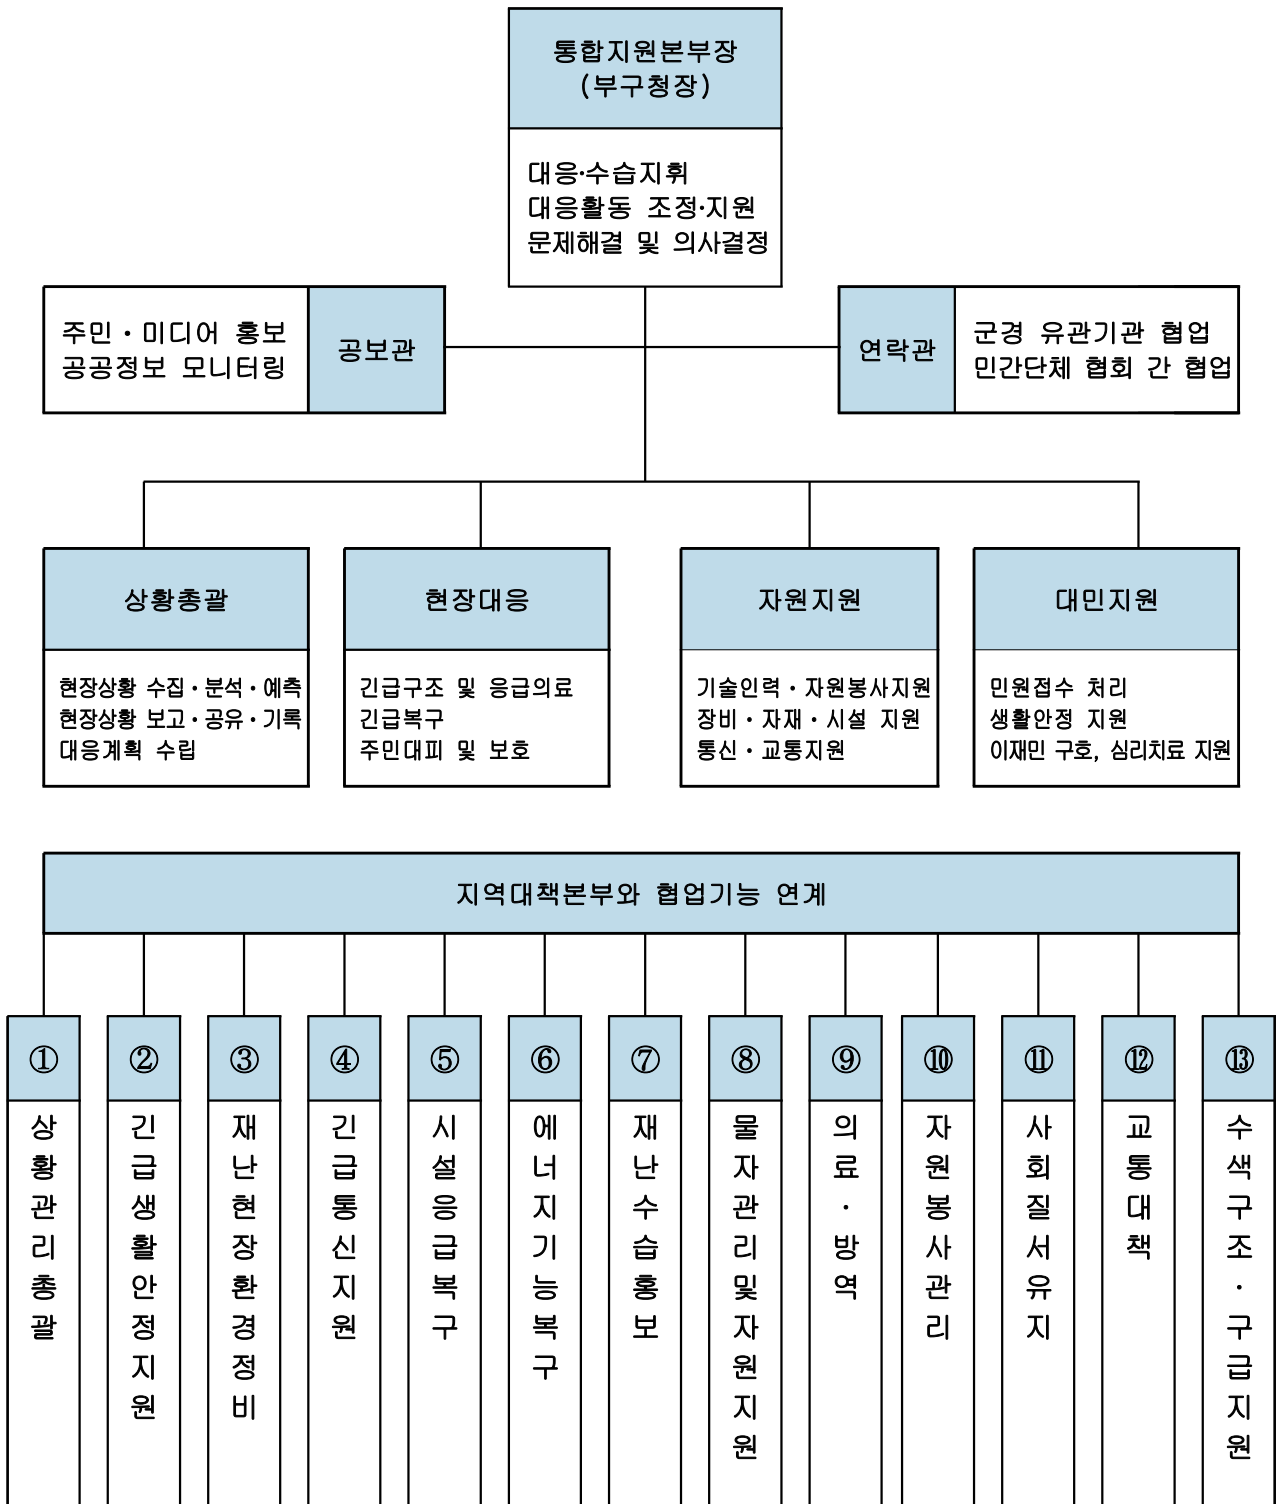 통합지원본부장
(부구청장)
대응·수습지휘
대응활동 조정·지원
문제해결 및 의사결정
주민·미디어 홍보
공공정보 모니터링
공보관
연락관
군경 유관기관 협업
민간단체 협회 간 협업
상황총괄
현장상황 수집·분석·예측
현장상황 보고·공유·기록
대응계획 수립
현장대응
긴급구조 및 응급의료
긴급복구
주민대피 및 보호
자원지원
기술인력·자원봉사지원
장비·자재·시설 지원
통신·교통지원
대민지원
민원접수 처리
생활안정 지원
이재민 구호, 심리치료 지원
지역대책본부와 협업기능 연계
①
상황관리총괄
②
긴급생활안정지원
③
재난현장환경정비
④
긴급통신지원
⑤
시설응급복구
⑥
에너지기능복구
⑦
재난수습홍보
⑧
물자관리및자원지원
⑨
의료·방역
⑩
자원봉사관리
⑪
사회질서유지
⑫
교통대책
⑬
수색구조·구급지원